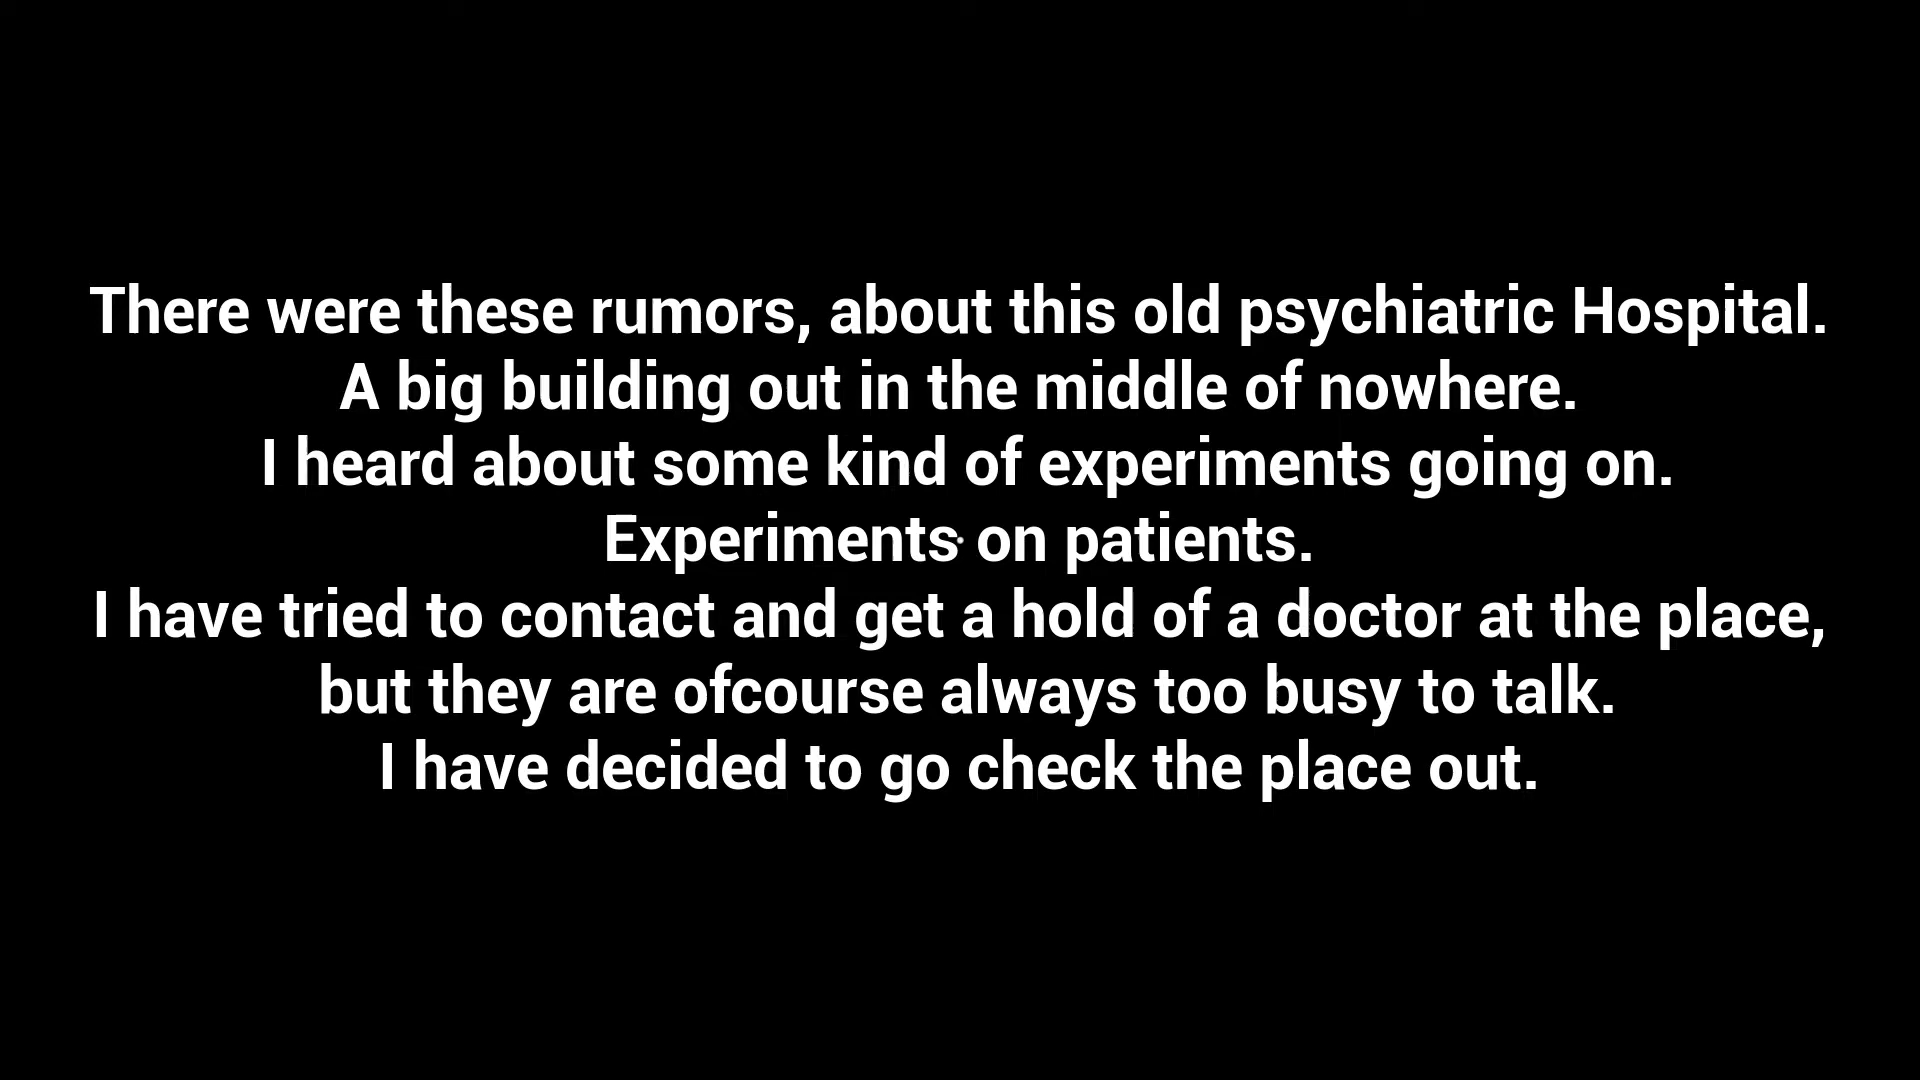 There were these rumors, about this old psychiatric Hospital.
A big building out in the middle of nowhere.
I heard about some kind of experiments going on.
Experiments on patients.
I have tried to contact and get a hold of a doctor at the place,
but they are ofcourse always too busy to talk.
I have decided to go check the place out.